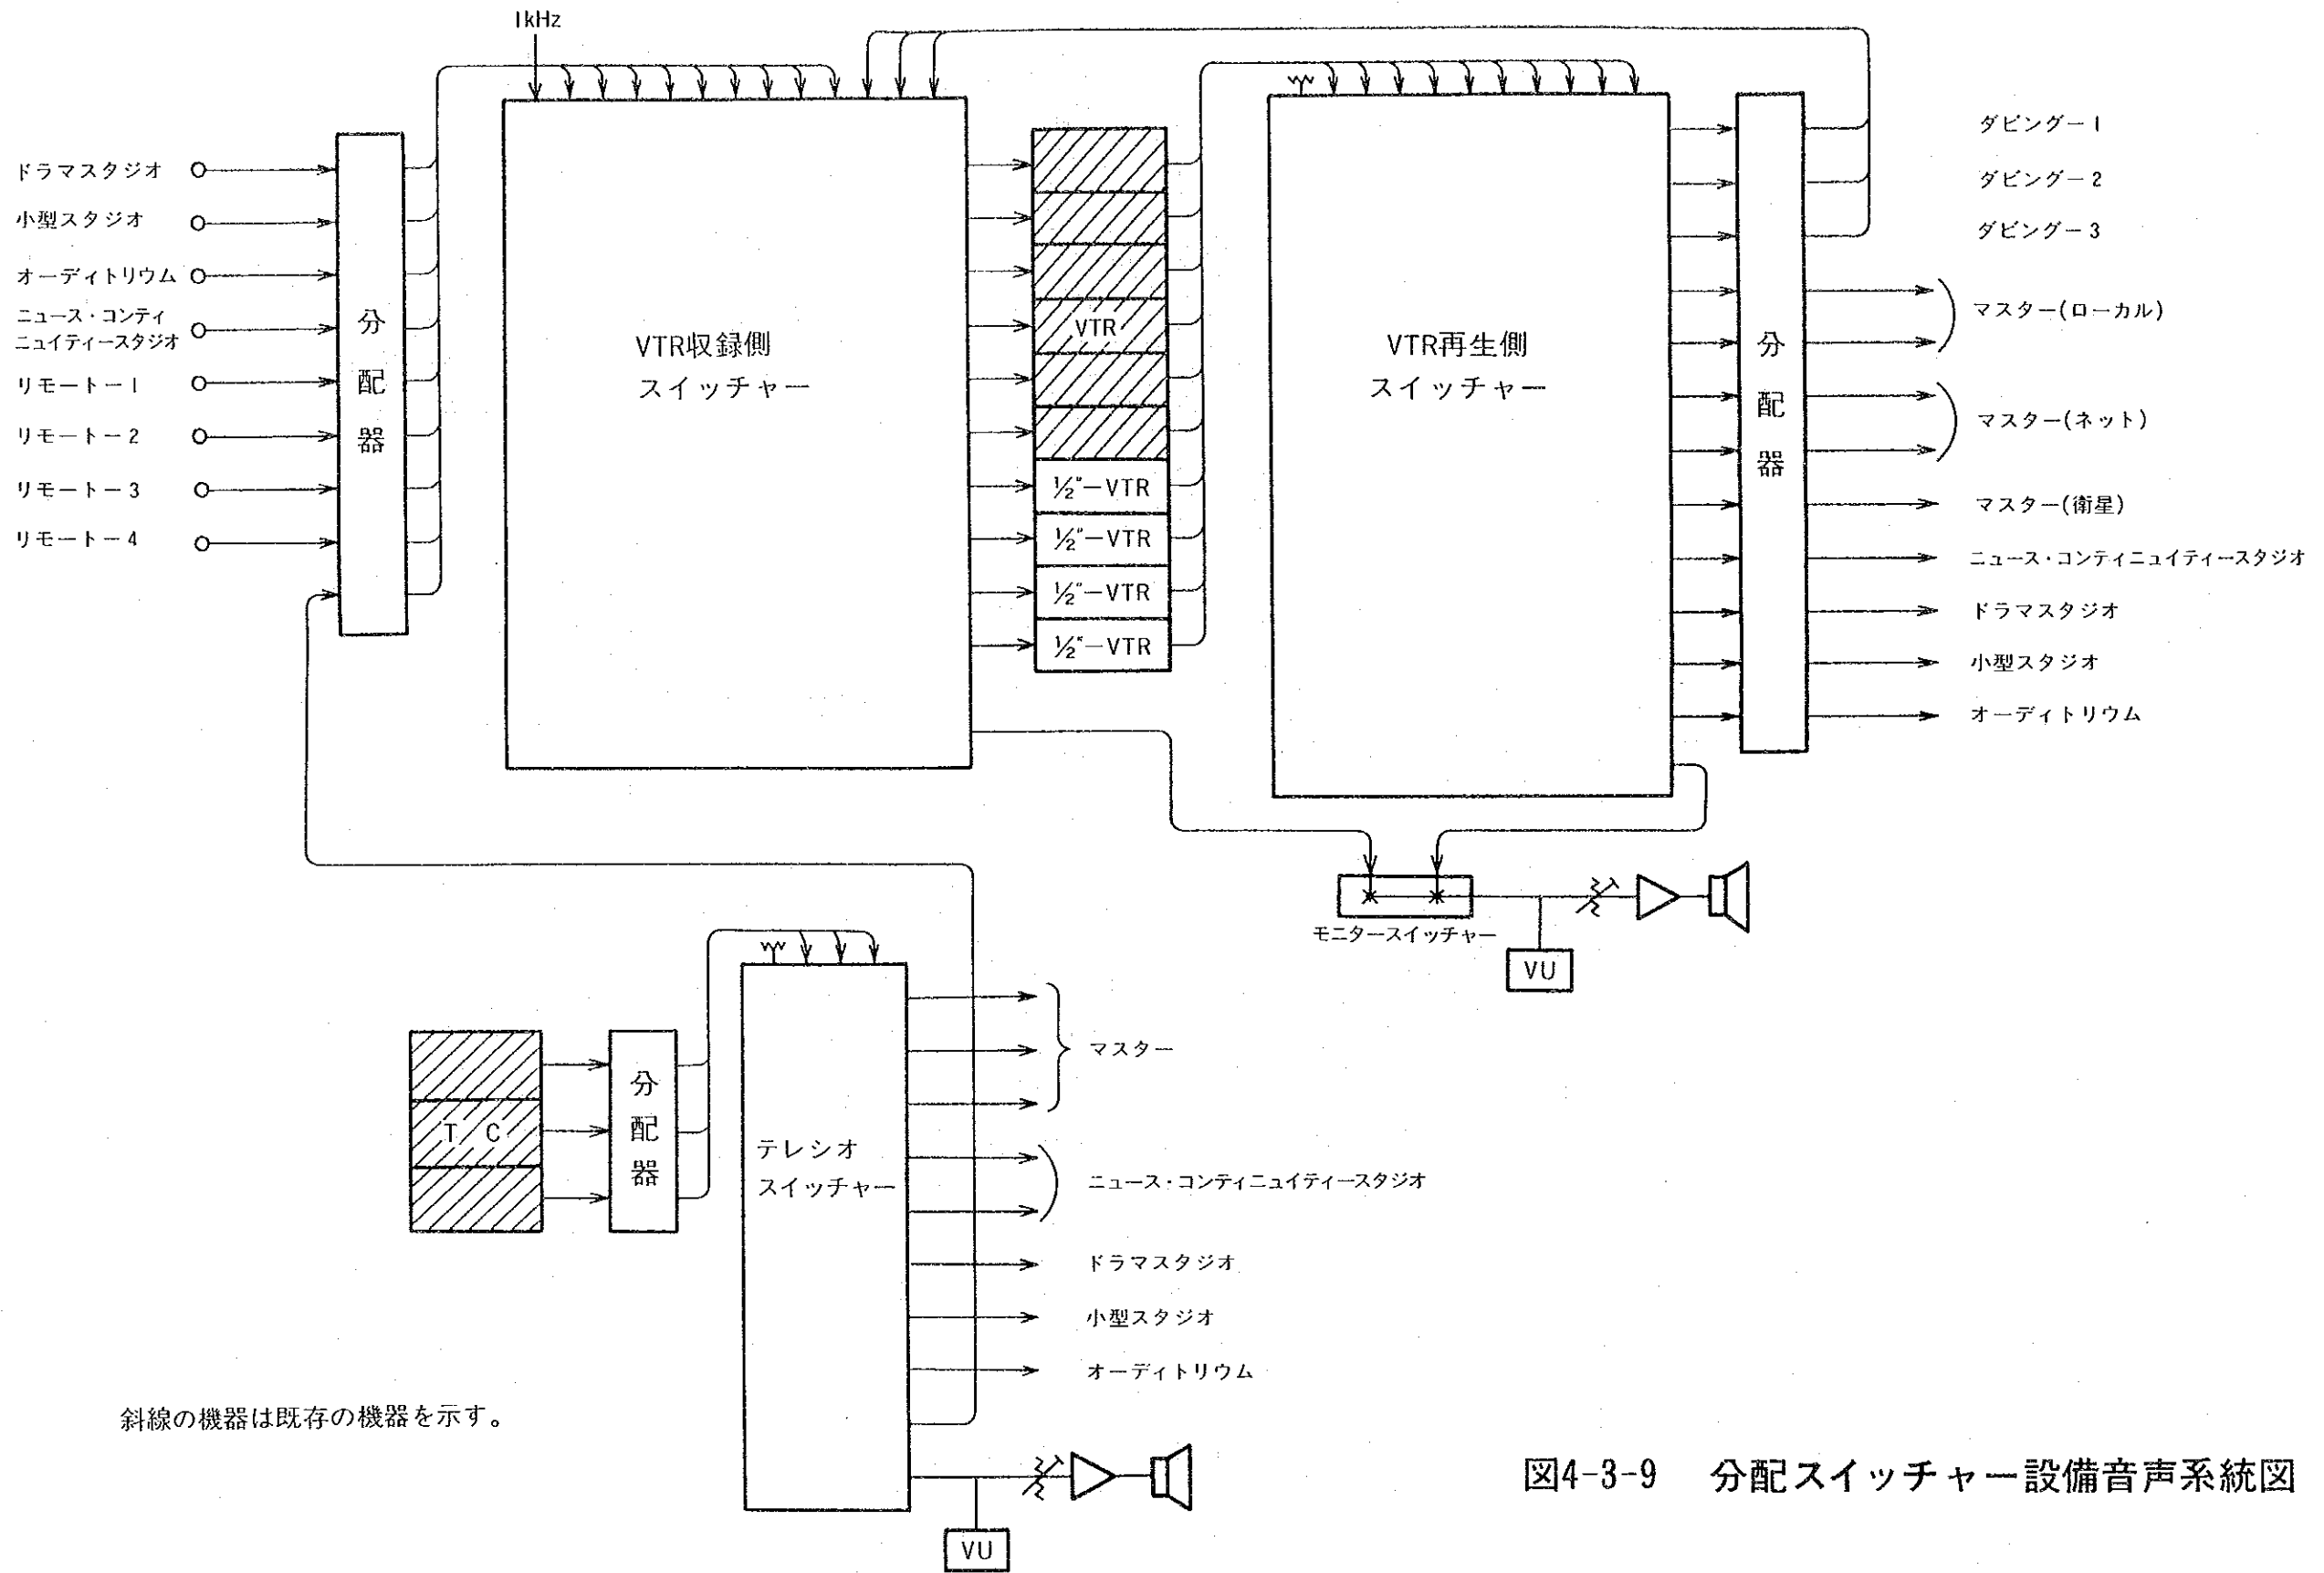 1kHz
ドラマスタジオ
小型スタジオ
オーディトリウム
ニュース・コンティ
ニュイティースタジオ
リモート－1
リモート－2
リモート－3
リモート－4
分配器
VTR収録側
スイッチャー
VTR
½"－VTR
½"－VTR
½"－VTR
½"－VTR
VTR再生側
スイッチャー
分配器
ダビング－1
ダビング－2
ダビング－3
マスター(ローカル)
マスター(ネット)
マスター(衛星)
ニュース・コンティニュイティースタジオ
ドラマスタジオ
小型スタジオ
オーディトリウム
モニタースイッチャー
VU
T C
分配器
テレシオ
スイッチャー
マスター
ニュース・コンティニュイティースタジオ
ドラマスタジオ
小型スタジオ
オーディトリウム
VU
斜線の機器は既存の機器を示す。
図4-3-9 分配スイッチャー設備音声系統図